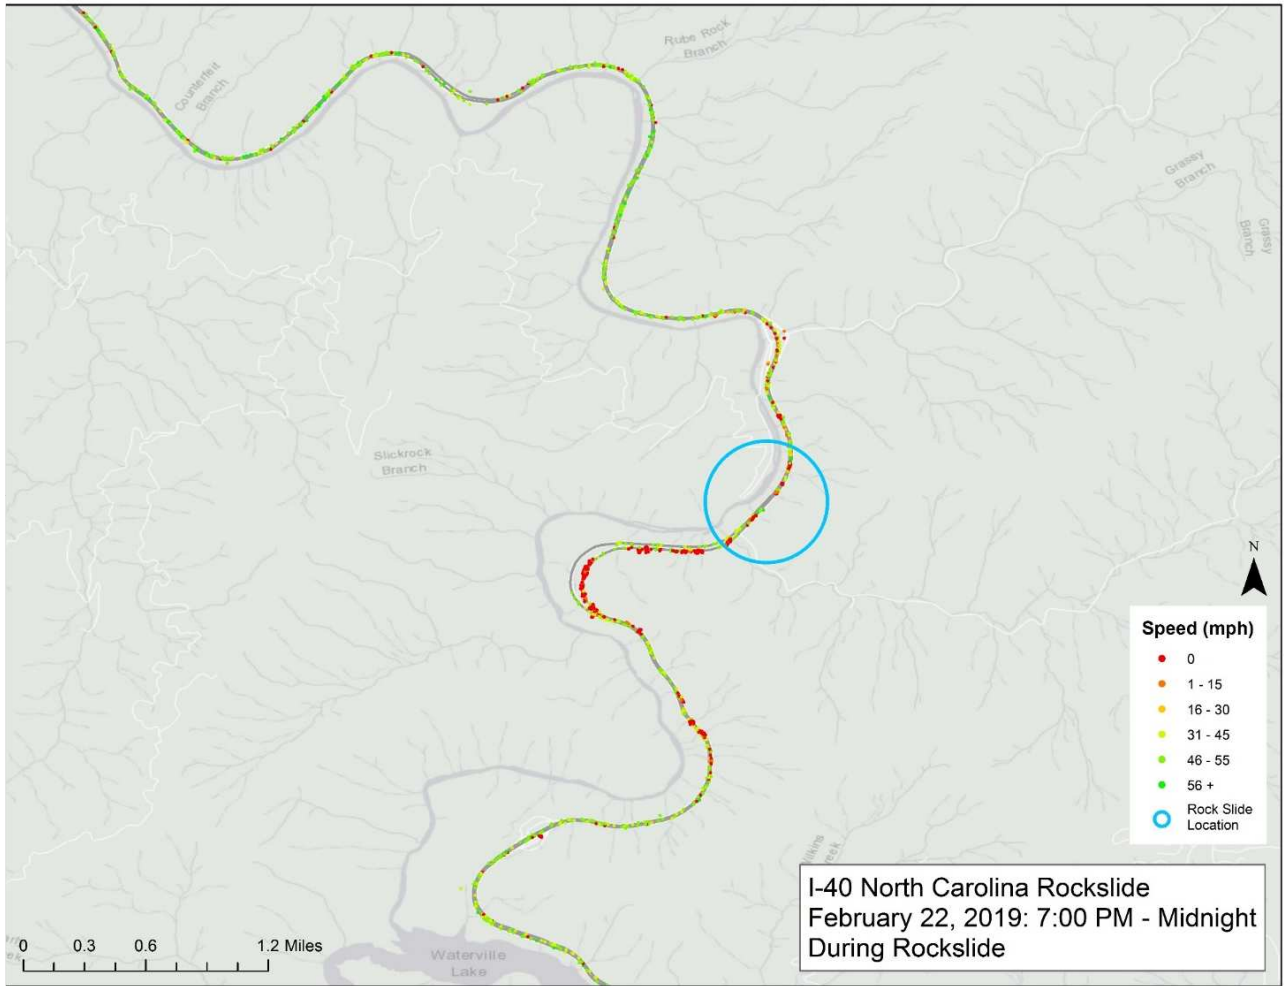 Rube Rock
Branch
Counterfeit
Branch
Grassy
Branch
Grassy
Branch
Slickrock
Branch
N
Speed (mph)
0
1 - 15
16 - 30
31 - 45
46 - 55
56 +
Rock Slide
Location
I-40 North Carolina Rockslide
February 22, 2019: 7:00 PM - Midnight
During Rockslide
0 0.3 0.6 1.2 Miles
Waterville
Lake